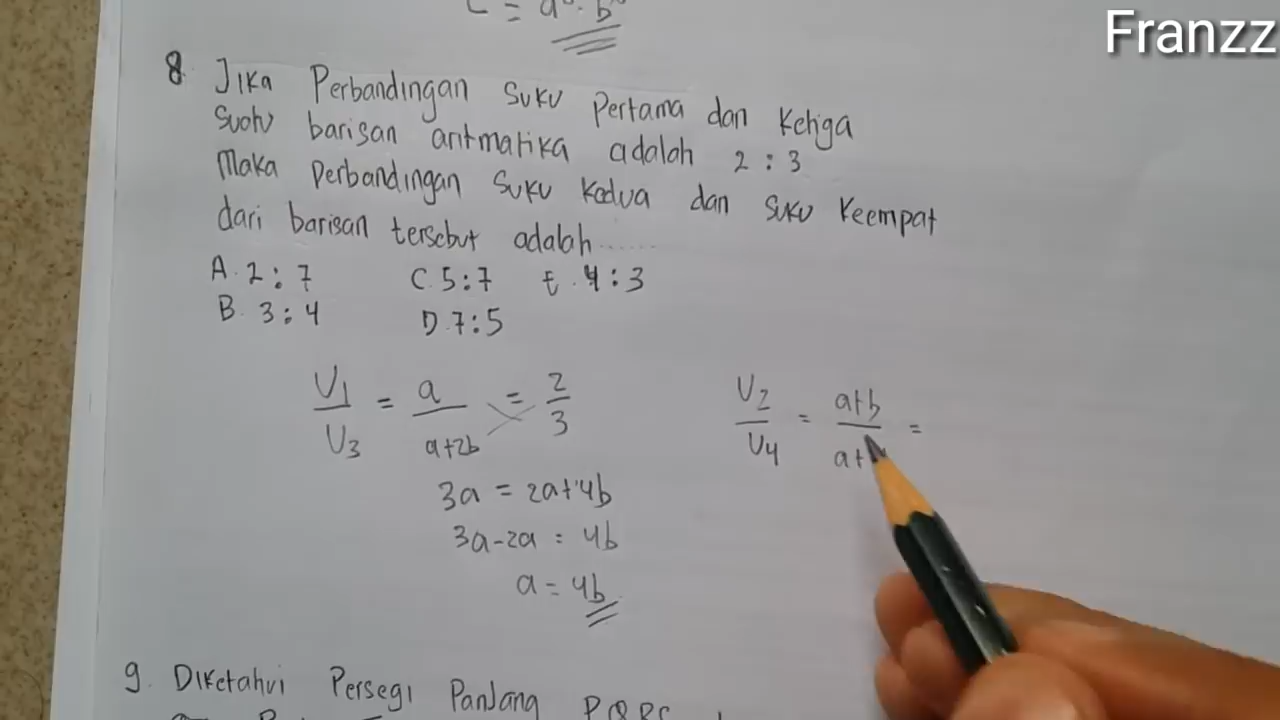 Franzz
8. Jika Perbandingan suku Pertama dan Ketiga
Suatu barisan aritmatika adalah 2 : 3
Maka Perbandingan suku kedua dan suku Keempat
dari barisan tersebut adalah......
A. 2 : 7 C. 5 : 7 E. 4 : 3
B. 3 : 4 D. 7 : 5
U1/U3 = a/a+2b = 2/3
U2/U4 = a+b/a+ =
3a = 2a+4b
3a-2a = 4b
a = 4b
9. Diketahui Persegi Panjang